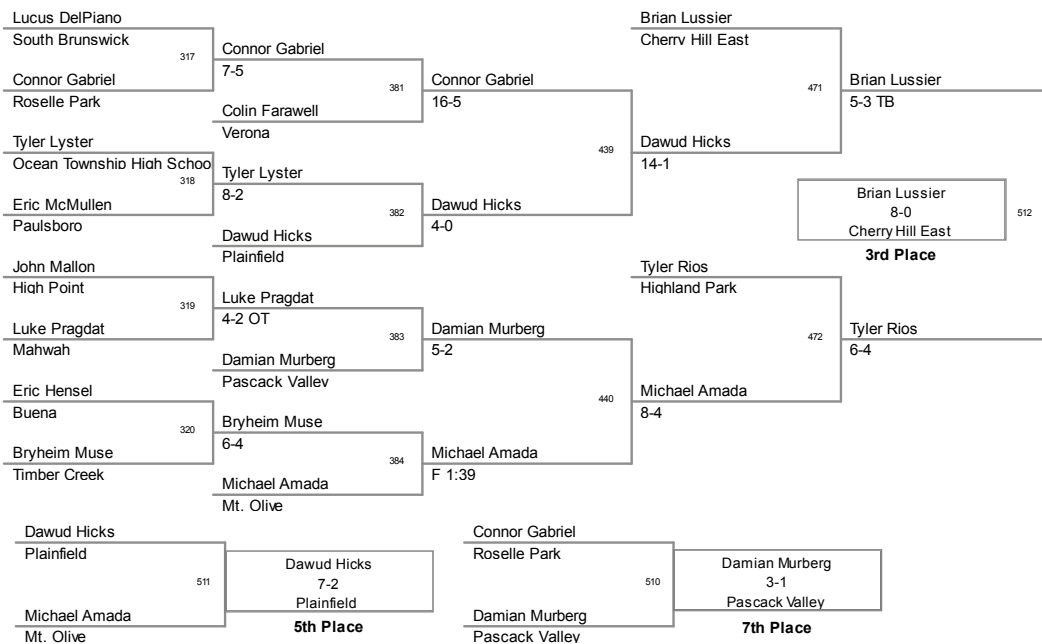 Lucus DelPiano
South Brunswick
317
Connor Gabriel
Roselle Park
Tyler Lyster
Ocean Township High Schoo
318
Eric McMullen
Paulsboro
John Mallon
High Point
319
Luke Pragdat
Mahwah
Eric Hensel
Buena
320
Bryheim Muse
Timber Creek
Connor Gabriel
7-5
381
Colin Farawell
Verona
Tyler Lyster
8-2
382
Dawud Hicks
Plainfield
Luke Pragdat
4-2 OT
383
Damian Murberg
Pascack Valley
Bryheim Muse
6-4
384
Michael Amada
Mt. Olive
Connor Gabriel
16-5
439
Dawud Hicks
4-0
Damian Murberg
5-2
440
Michael Amada
F 1:39
Brian Lussier
Cherry Hill East
471
Dawud Hicks
14-1
Tyler Rios
Highland Park
472
Michael Amada
8-4
Brian Lussier
5-3 TB
Brian Lussier
8-0
Cherry Hill East
512
3rd Place
Tyler Rios
6-4
Dawud Hicks
Plainfield
511
Michael Amada
Mt. Olive
Dawud Hicks
7-2
Plainfield
5th Place
Connor Gabriel
Roselle Park
510
Damian Murberg
Pascack Valley
Damian Murberg
3-1
Pascack Valley
7th Place